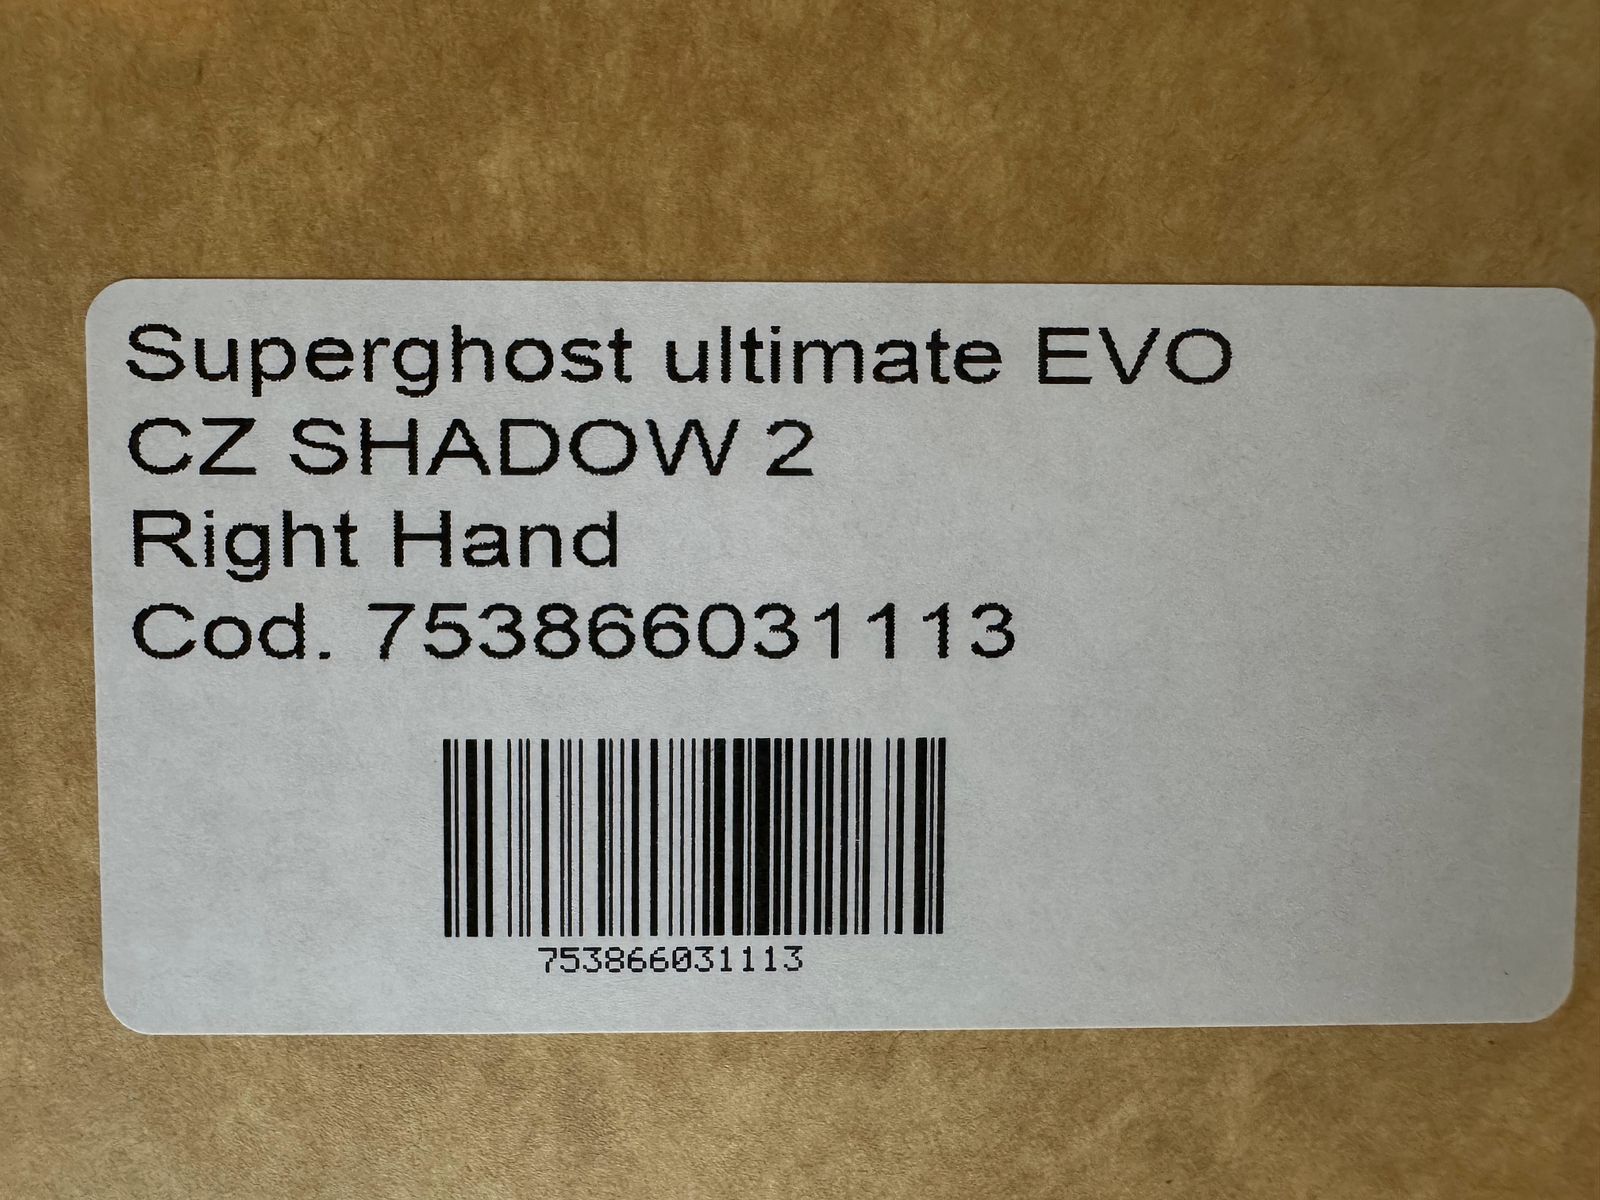 Superghost ultimate EVO
CZ SHADOW 2
Right Hand
Cod. 753866031113
753866031113